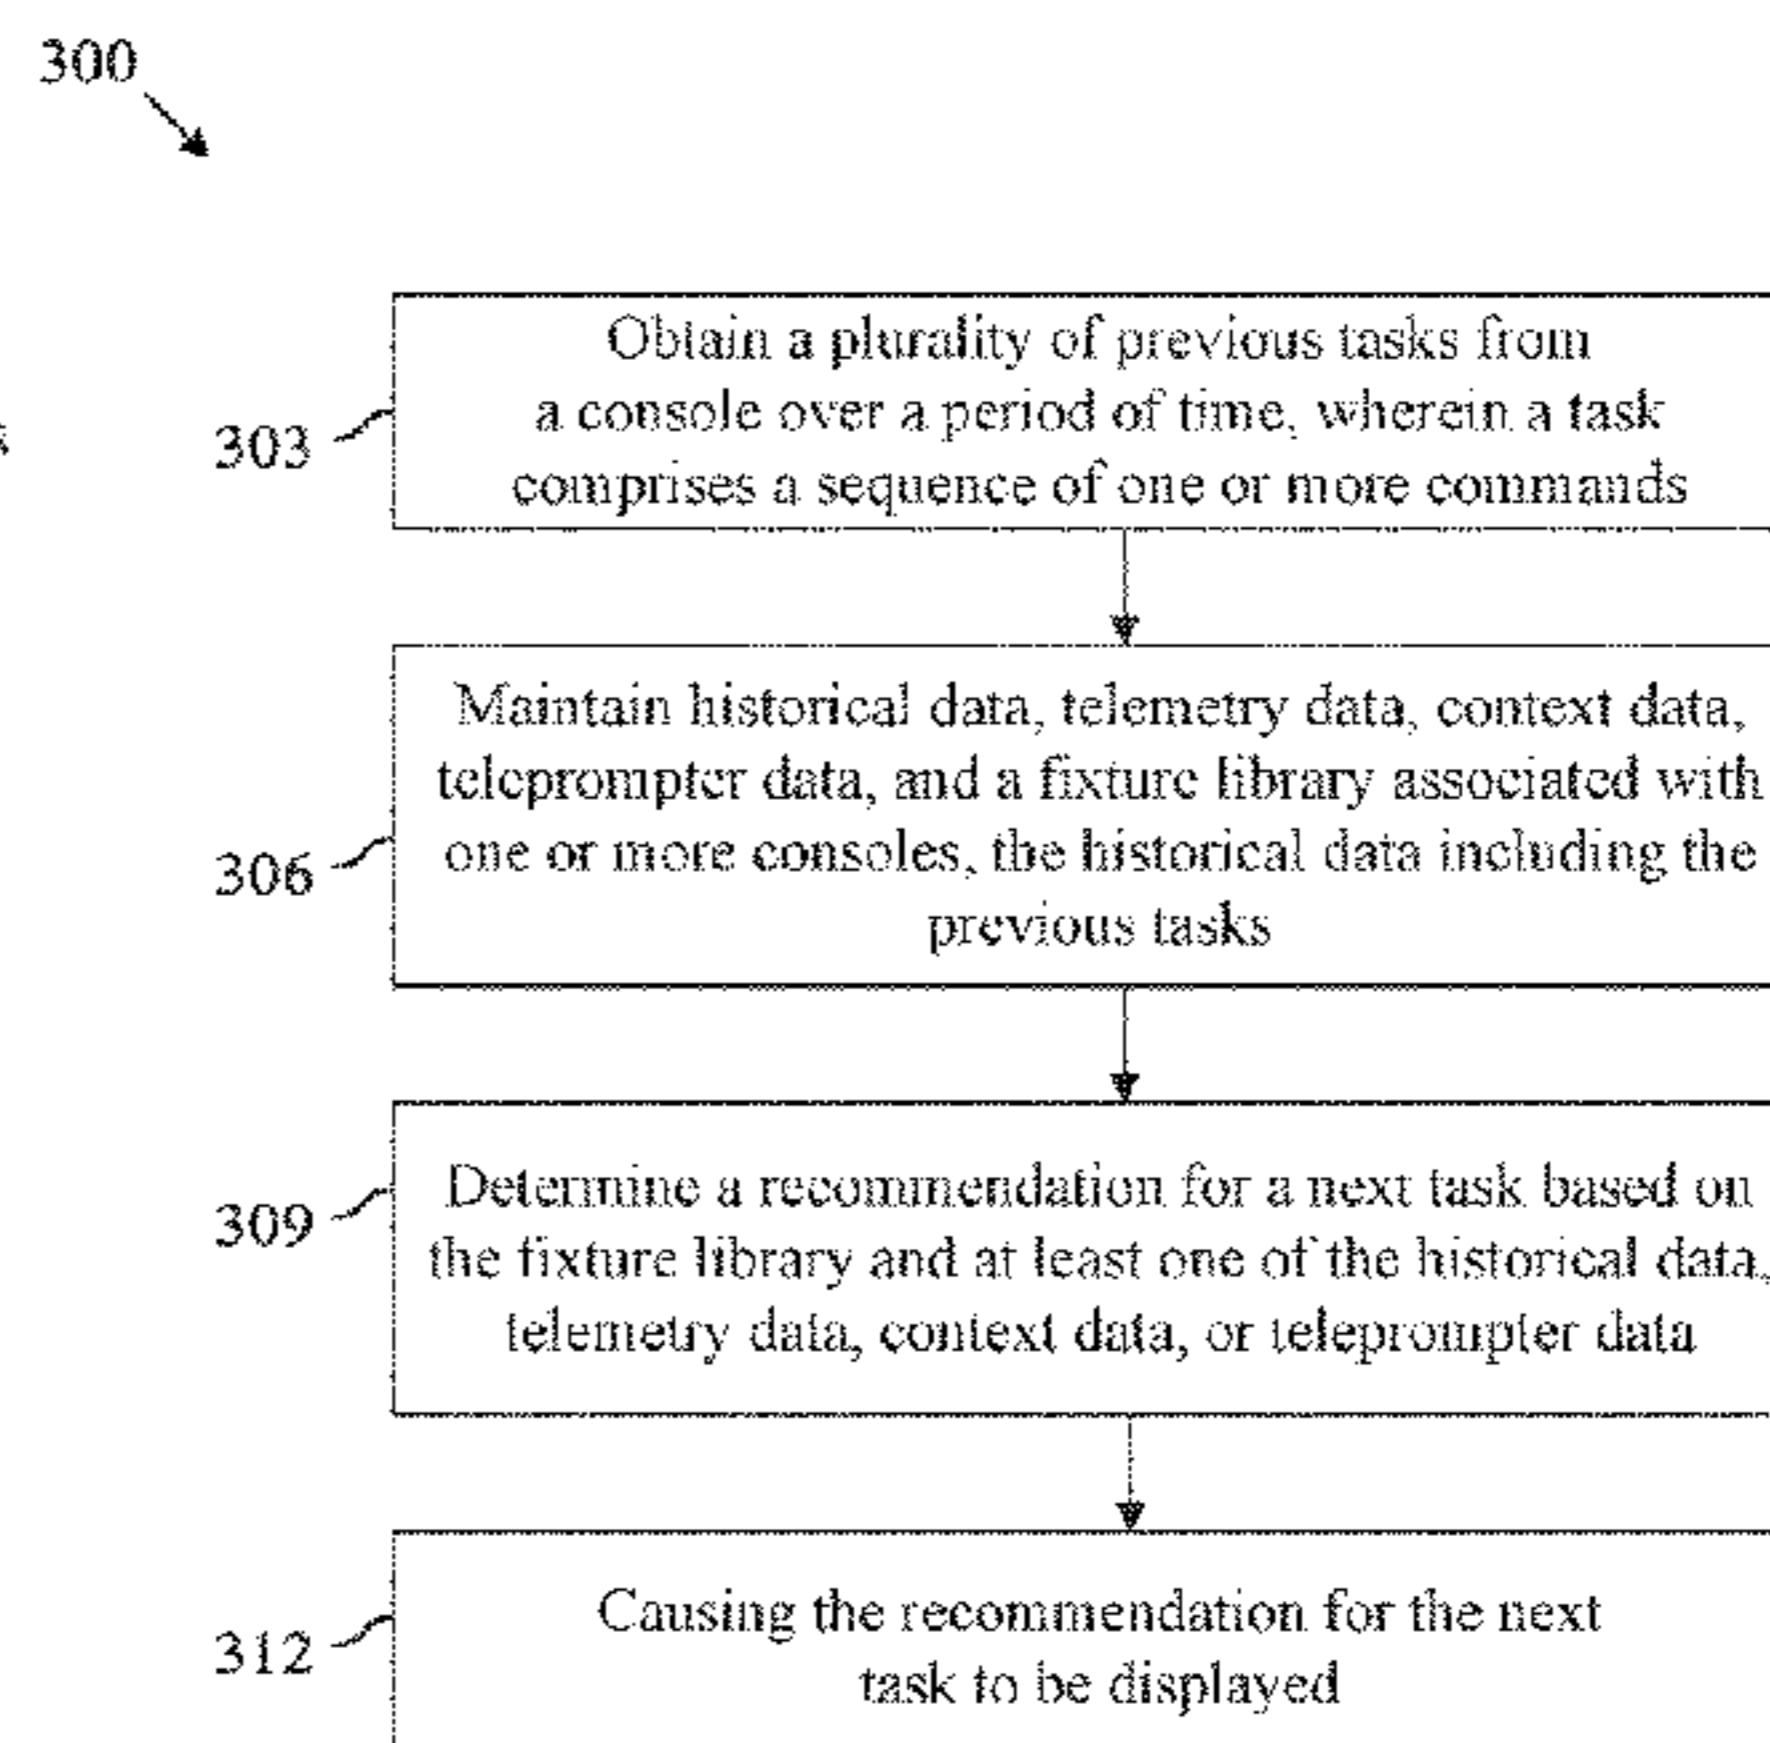 300
303
Obtain a plurality of previous tasks from
a console over a period of time, wherein a task
comprises a sequence of one or more commands
306
Maintain historical data, telemetry data, context data,
teleprompter data, and a fixture library associated with
one or more consoles, the historical data including the
previous tasks
309
Determine a recommendation for a next task based on
the fixture library and at least one of the historical data,
telemetry data, context data, or teleprompter data
312
Causing the recommendation for the next
task to be displayed